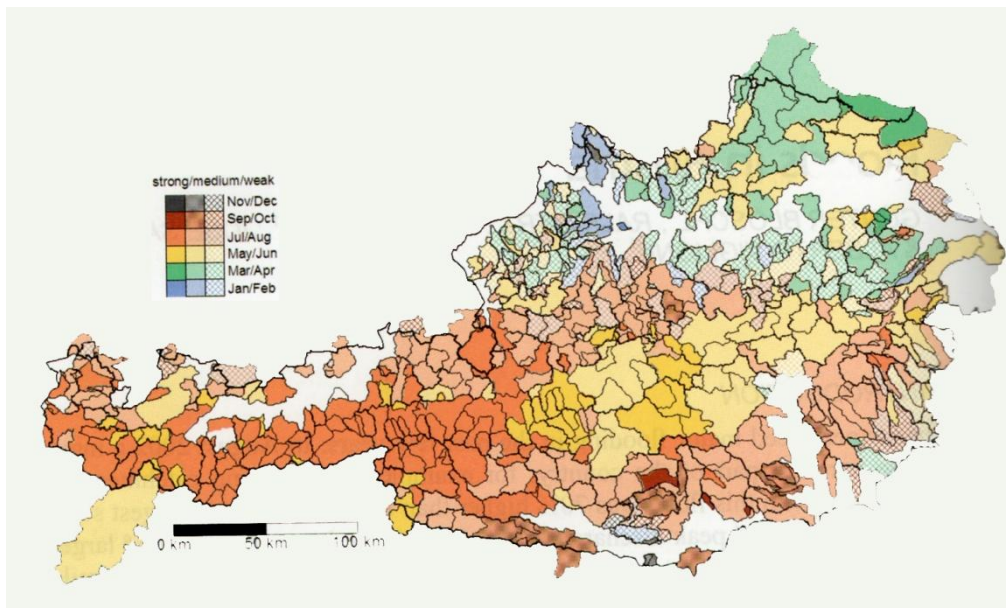 strong/medium/weak
Nov/Dec
Sep/Oct
Jul/Aug
May/Jun
Mar/Apr
Jan/Feb
0 km 50 km 100 km